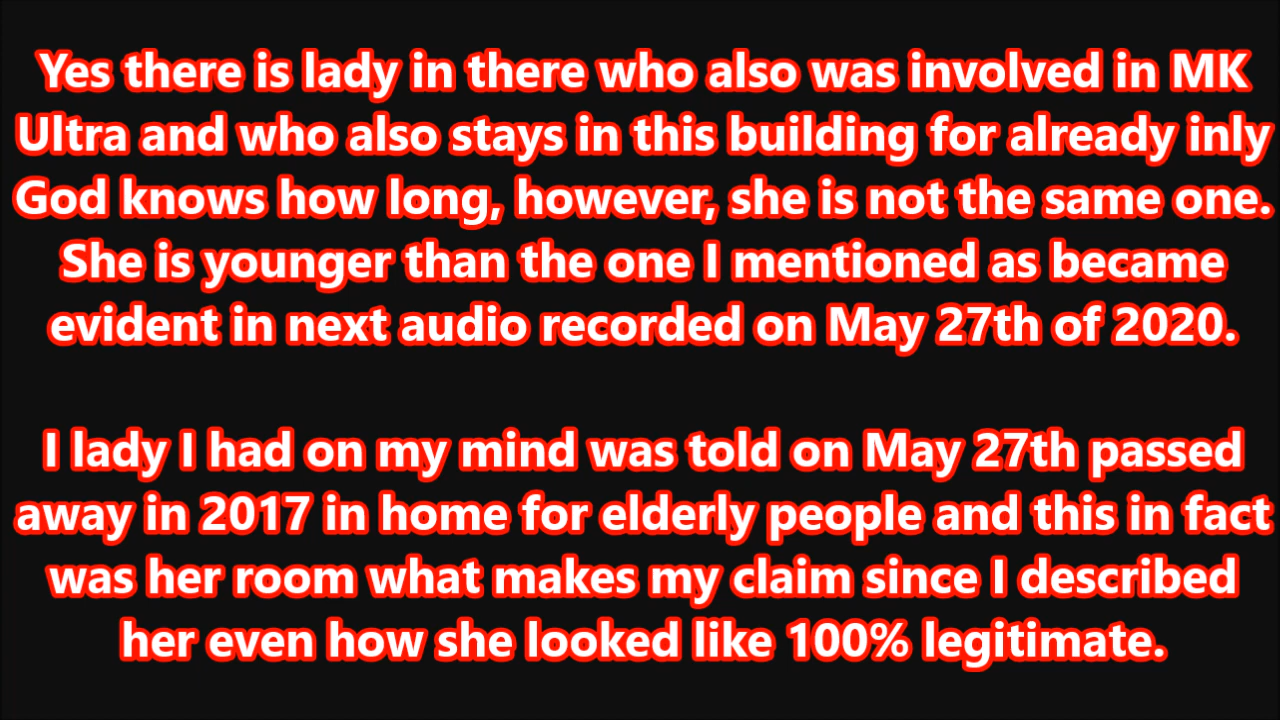 Yes there is lady in there who also was involved in MK
Ultra and who also stays in this building for already inly
God knows how long, however, she is not the same one.
She is younger than the one I mentioned as became
evident in next audio recorded on May 27th of 2020.
I lady I had on my mind was told on May 27th passed
away in 2017 in home for elderly people and this in fact
was her room what makes my claim since I described
her even how she looked like 100% legitimate.